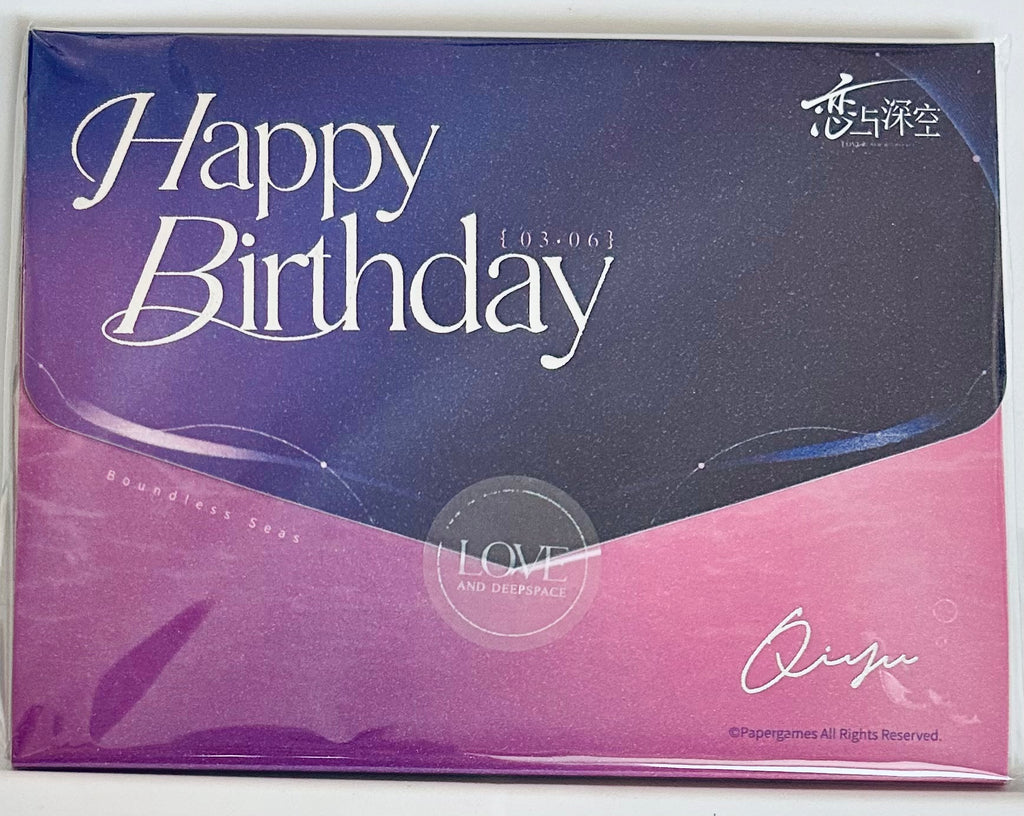 Happy
Birthday
{03·06}
恋与深空
Boundless Seas
LOVE
AND DEEPSPACE
Qiyu
©Papergames All Rights Reserved.